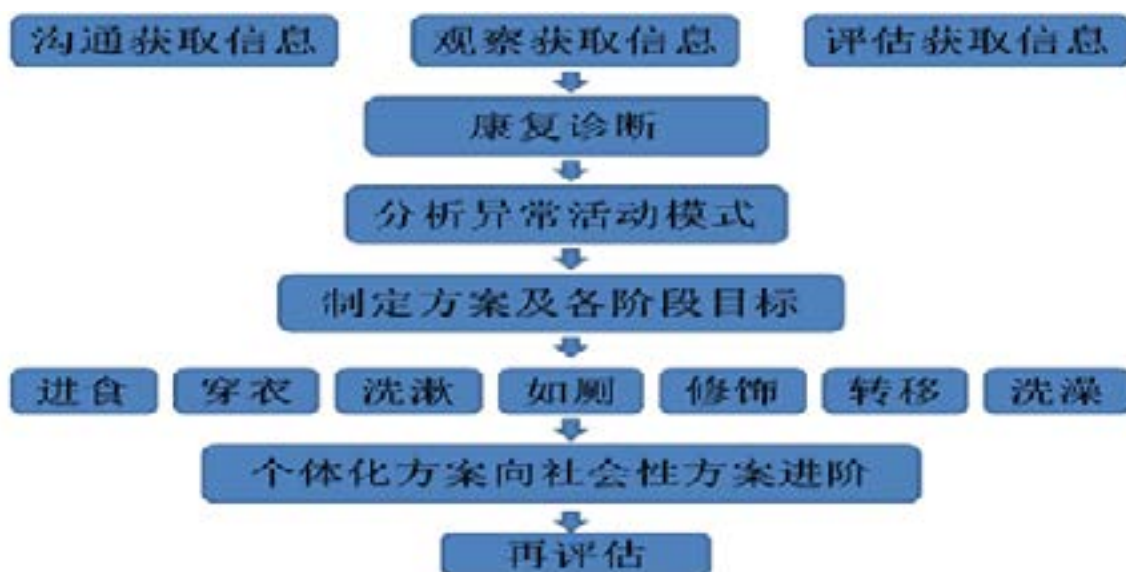 沟通获取信息 观察获取信息 评估获取信息
康复诊断
分析异常活动模式
制定方案及各阶段目标
进食 穿衣 洗漱 如厕 修饰 转移 洗澡
个体化方案向社会性方案进阶
再评估